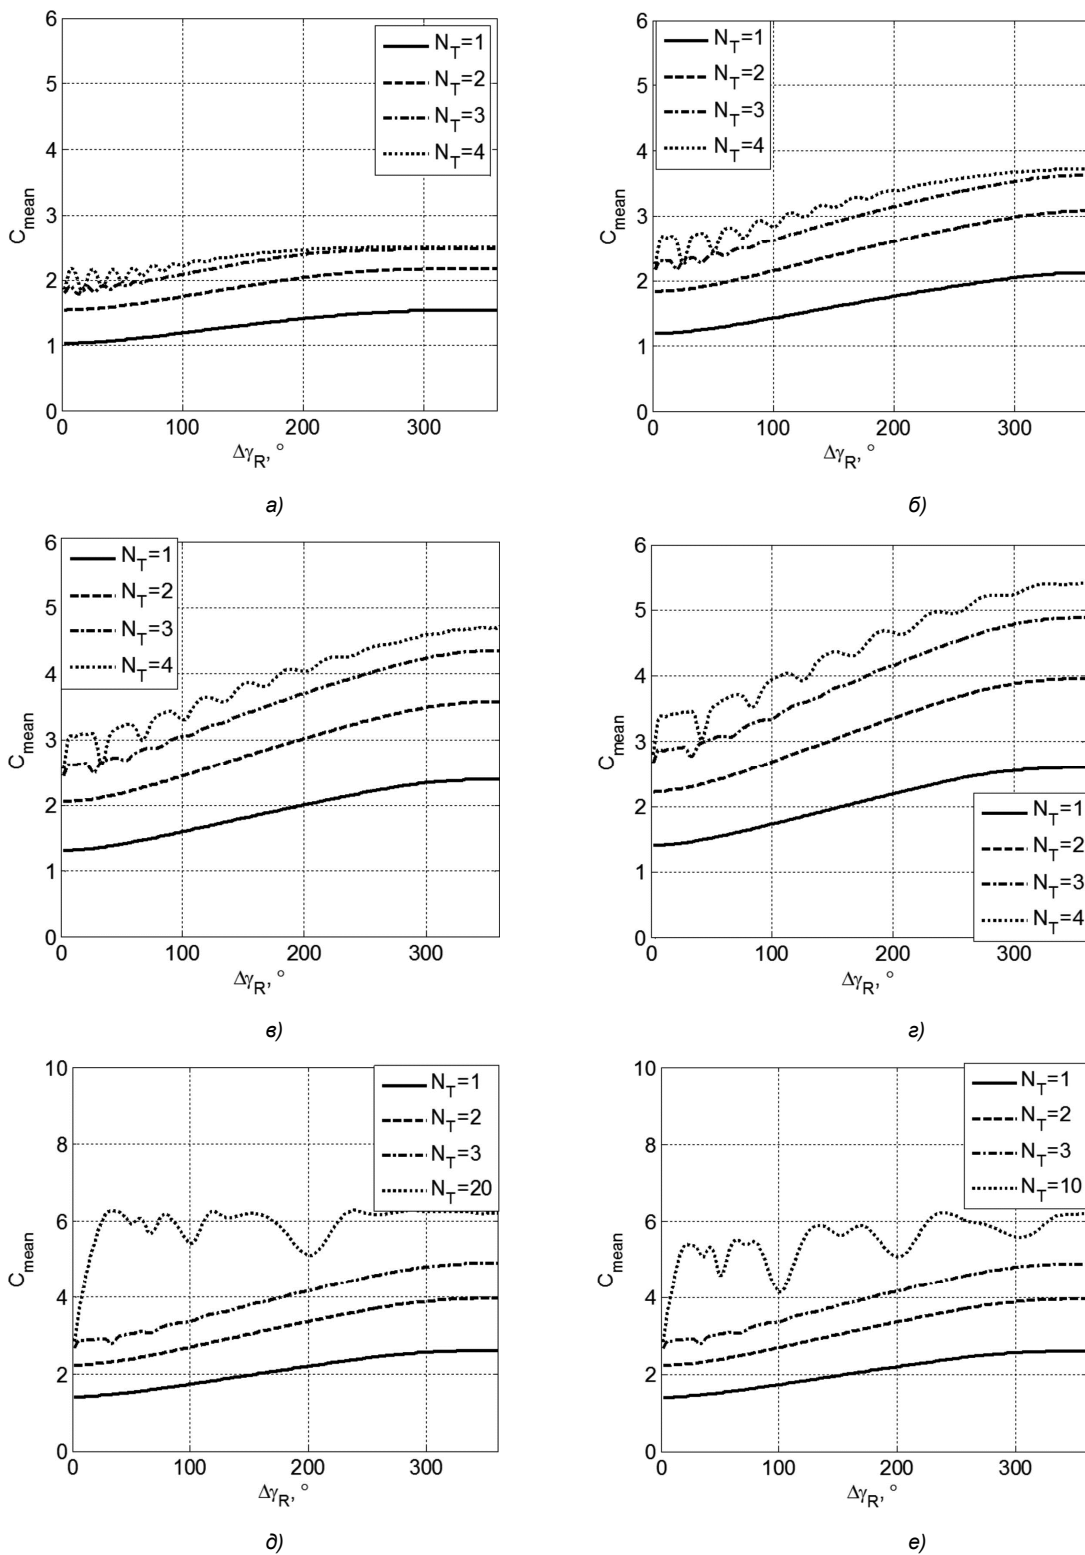 6
5
4
3
2
1
0
C_mean
N_T=1
N_T=2
N_T=3
N_T=4
0 100 200 300
Δγ_R, °
а)
6
5
4
3
2
1
0
C_mean
N_T=1
N_T=2
N_T=3
N_T=4
0 100 200 300
Δγ_R, °
б)
6
5
4
3
2
1
0
C_mean
N_T=1
N_T=2
N_T=3
N_T=4
0 100 200 300
Δγ_R, °
в)
6
5
4
3
2
1
0
C_mean
N_T=1
N_T=2
N_T=3
N_T=4
0 100 200 300
Δγ_R, °
г)
10
8
6
4
2
0
C_mean
N_T=1
N_T=2
N_T=3
N_T=20
0 100 200 300
Δγ_R, °
д)
10
8
6
4
2
0
C_mean
N_T=1
N_T=2
N_T=3
N_T=10
0 100 200 300
Δγ_R, °
е)